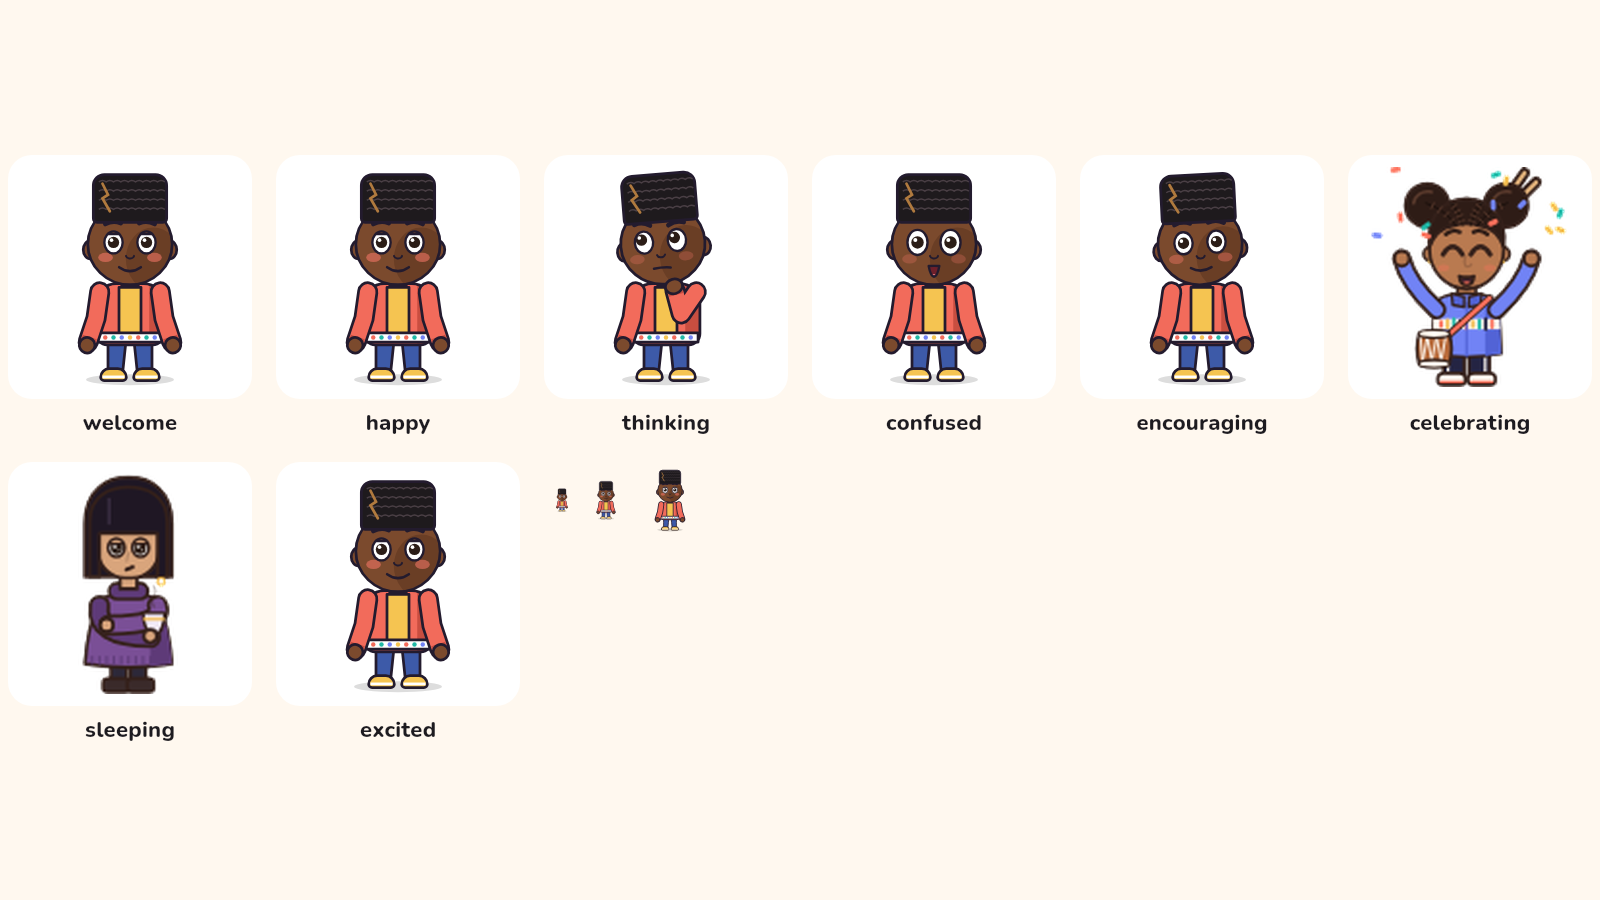 welcome
happy
thinking
confused
encouraging
celebrating
sleeping
excited